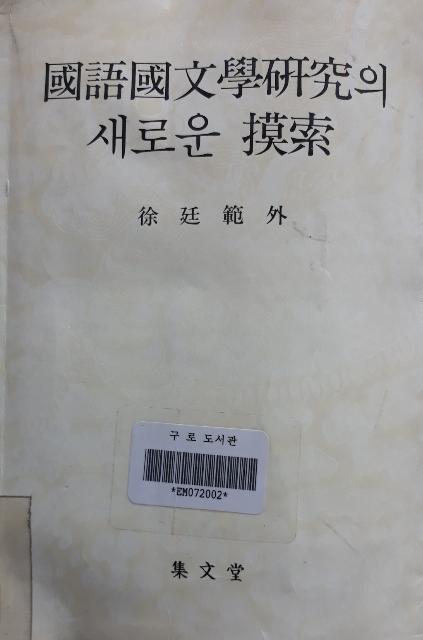 國語國文學硏究의
새로운 摸索
徐廷範 外
구로 도서관
*EM072002*
集文堂